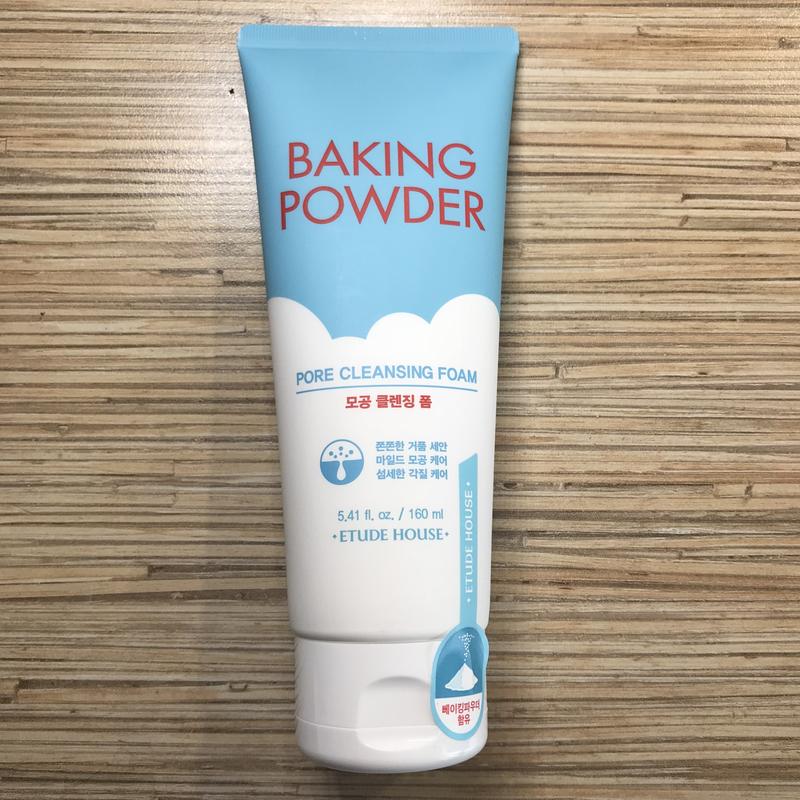 BAKING
POWDER
PORE CLEANSING FOAM
모공 클렌징 폼
쫀쫀한 거품 세안
마일드 모공 케어
섬세한 각질 케어
5.41 fl. oz. / 160 ml
ETUDE HOUSE
ETUDE HOUSE
베이킹파우더
함유